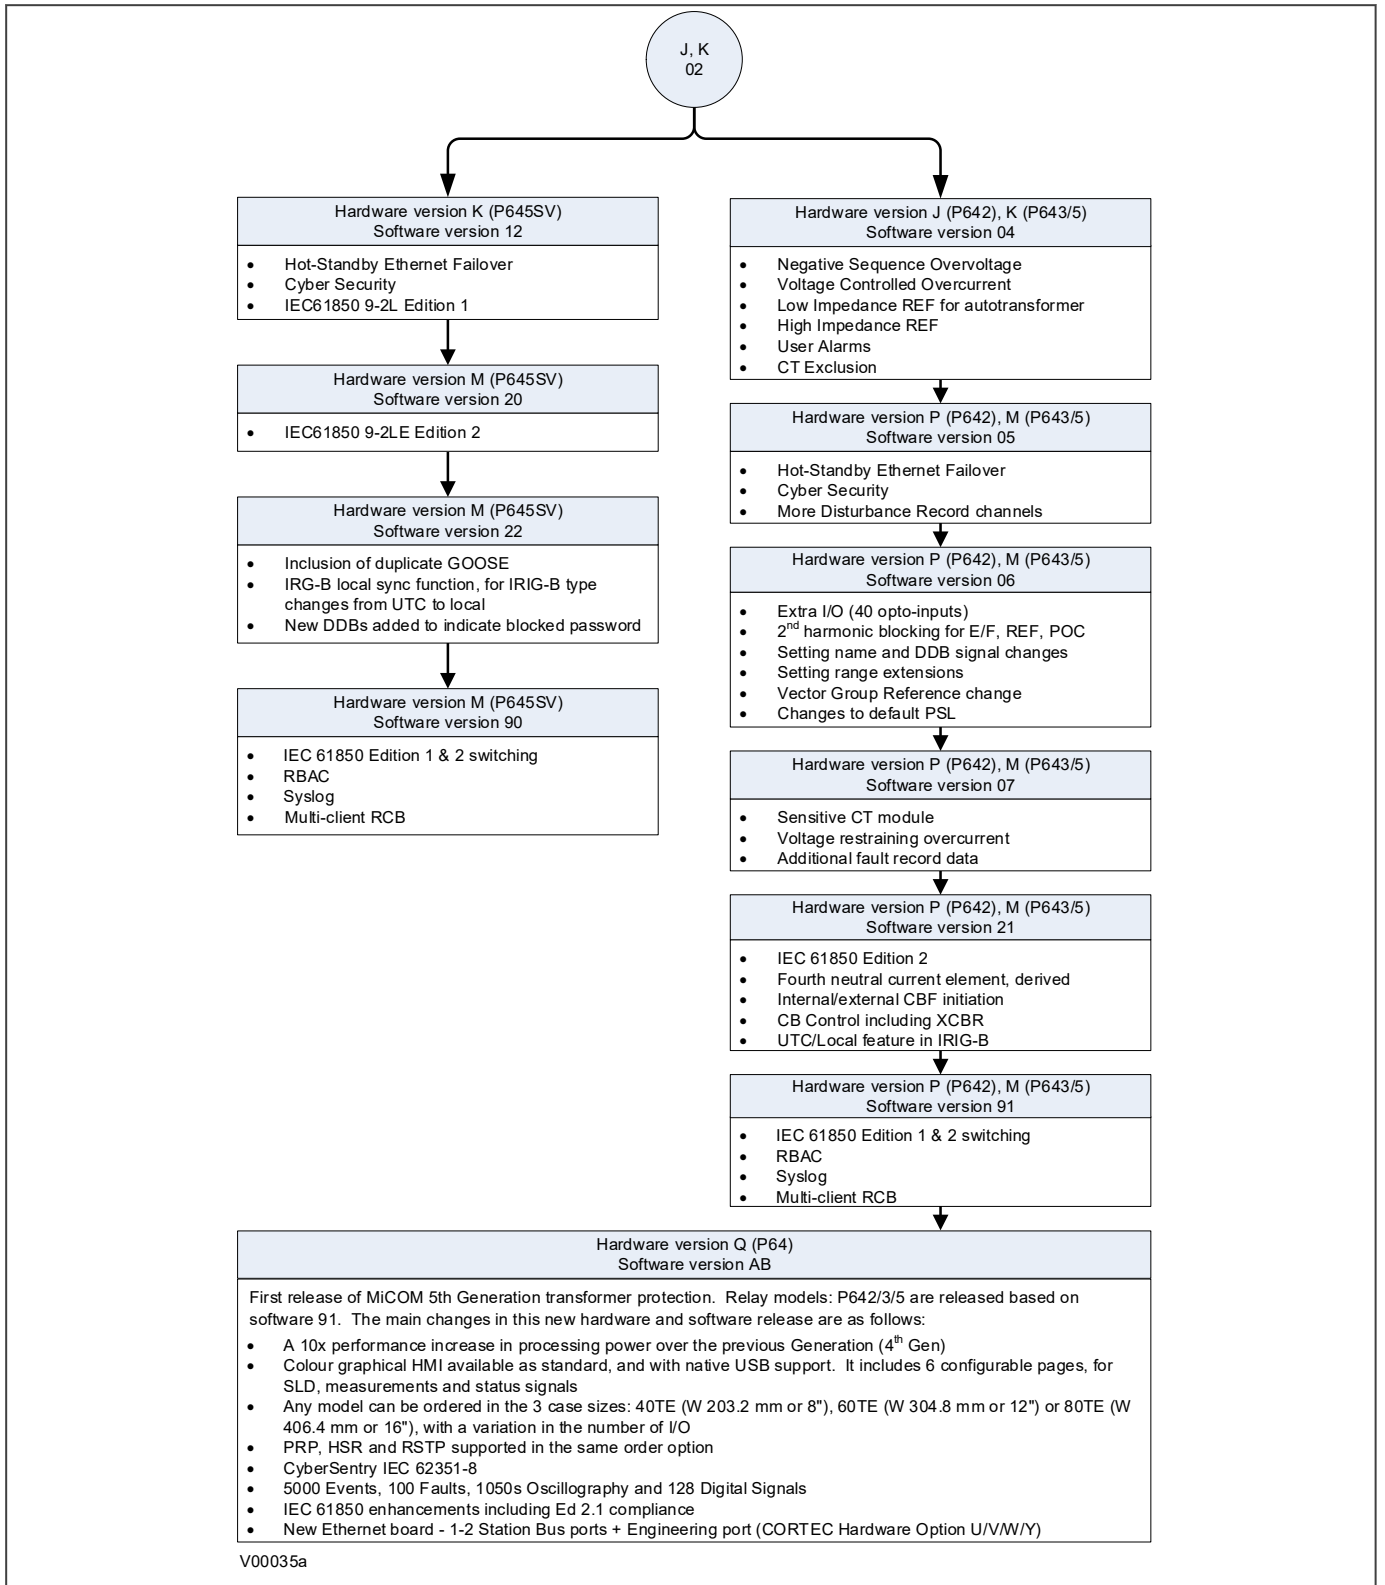 J, K
02
Hardware version K (P645SV)
Software version 12
• Hot-Standby Ethernet Failover
• Cyber Security
• IEC61850 9-2L Edition 1
Hardware version M (P645SV)
Software version 20
• IEC61850 9-2LE Edition 2
Hardware version M (P645SV)
Software version 22
• Inclusion of duplicate GOOSE
• IRG-B local sync function, for IRIG-B type
changes from UTC to local
• New DDBs added to indicate blocked password
Hardware version M (P645SV)
Software version 90
• IEC 61850 Edition 1 & 2 switching
• RBAC
• Syslog
• Multi-client RCB
Hardware version J (P642), K (P643/5)
Software version 04
• Negative Sequence Overvoltage
• Voltage Controlled Overcurrent
• Low Impedance REF for autotransformer
• High Impedance REF
• User Alarms
• CT Exclusion
Hardware version P (P642), M (P643/5)
Software version 05
• Hot-Standby Ethernet Failover
• Cyber Security
• More Disturbance Record channels
Hardware version P (P642), M (P643/5)
Software version 06
• Extra I/O (40 opto-inputs)
• 2nd harmonic blocking for E/F, REF, POC
• Setting name and DDB signal changes
• Setting range extensions
• Vector Group Reference change
• Changes to default PSL
Hardware version P (P642), M (P643/5)
Software version 07
• Sensitive CT module
• Voltage restraining overcurrent
• Additional fault record data
Hardware version P (P642), M (P643/5)
Software version 21
• IEC 61850 Edition 2
• Fourth neutral current element, derived
• Internal/external CBF initiation
• CB Control including XCBR
• UTC/Local feature in IRIG-B
Hardware version P (P642), M (P643/5)
Software version 91
• IEC 61850 Edition 1 & 2 switching
• RBAC
• Syslog
• Multi-client RCB
Hardware version Q (P64)
Software version AB
First release of MiCOM 5th Generation transformer protection. Relay models: P642/3/5 are released based on
software 91. The main changes in this new hardware and software release are as follows:
• A 10x performance increase in processing power over the previous Generation (4th Gen)
• Colour graphical HMI available as standard, and with native USB support. It includes 6 configurable pages, for
SLD, measurements and status signals
• Any model can be ordered in the 3 case sizes: 40TE (W 203.2 mm or 8"), 60TE (W 304.8 mm or 12") or 80TE (W
406.4 mm or 16"), with a variation in the number of I/O
• PRP, HSR and RSTP supported in the same order option
• CyberSentry IEC 62351-8
• 5000 Events, 100 Faults, 1050s Oscillography and 128 Digital Signals
• IEC 61850 enhancements including Ed 2.1 compliance
• New Ethernet board - 1-2 Station Bus ports + Engineering port (CORTEC Hardware Option U/V/W/Y)
V00035a